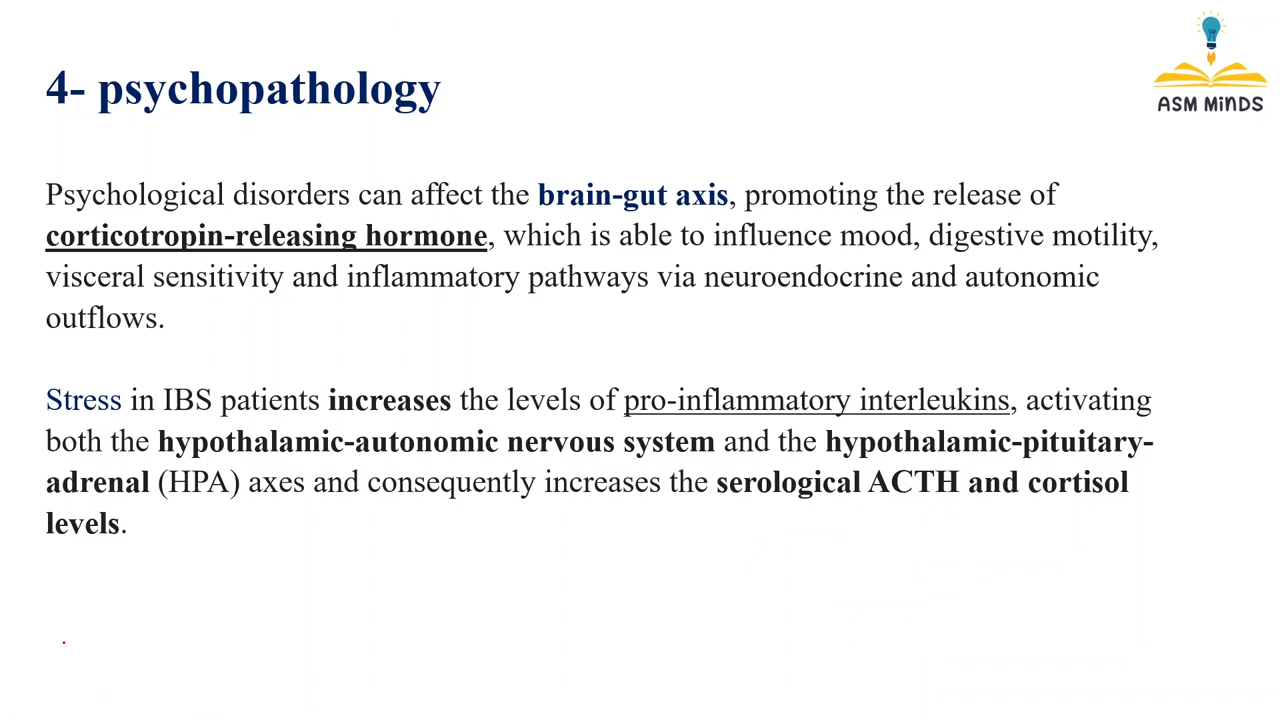 ASM MiNDS
4- psychopathology
Psychological disorders can affect the brain-gut axis, promoting the release of
corticotropin-releasing hormone, which is able to influence mood, digestive motility,
visceral sensitivity and inflammatory pathways via neuroendocrine and autonomic
outflows.
Stress in IBS patients increases the levels of pro-inflammatory interleukins, activating
both the hypothalamic-autonomic nervous system and the hypothalamic-pituitary-
adrenal (HPA) axes and consequently increases the serological ACTH and cortisol
levels.